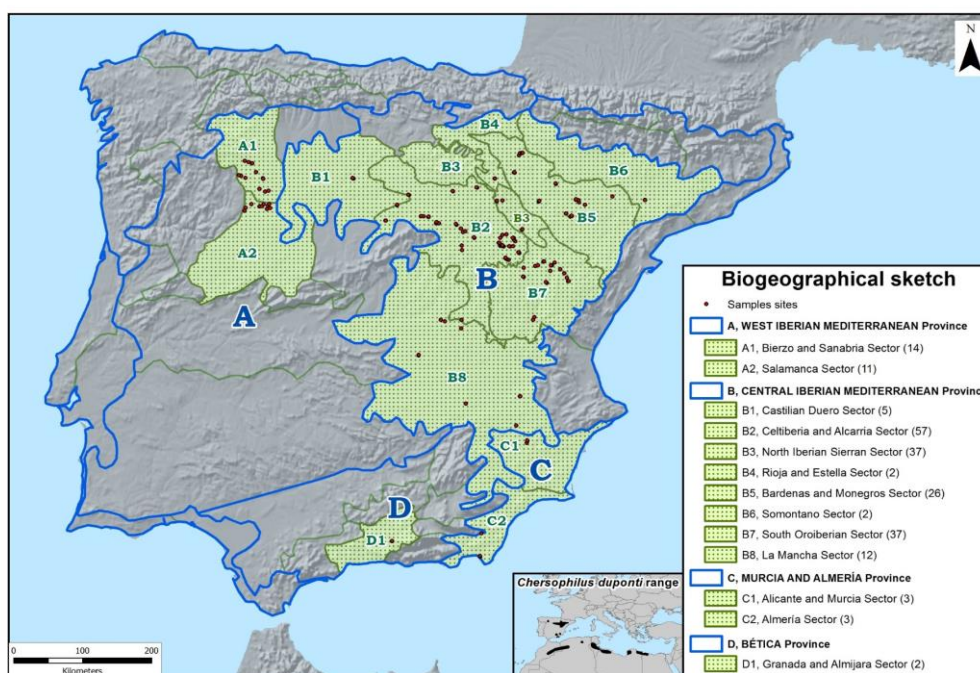 N
A1
B4
B3
B6
B1
B5
B2
B3
A2
B
B7
A
B8
C1
C
D
C2
D1
Biogeographical sketch
Samples sites
A, WEST IBERIAN MEDITERRANEAN Province
A1, Bierzo and Sanabria Sector (14)
A2, Salamanca Sector (11)
B, CENTRAL IBERIAN MEDITERRANEAN Provinc
B1, Castilian Duero Sector (5)
B2, Celtiberia and Alcarria Sector (57)
B3, North Iberian Sierran Sector (37)
B4, Rioja and Estella Sector (2)
B5, Bardenas and Monegros Sector (26)
B6, Somontano Sector (2)
B7, South Oroiberian Sector (37)
B8, La Mancha Sector (12)
C, MURCIA AND ALMERÍA Province
C1, Alicante and Murcia Sector (3)
C2, Almería Sector (3)
D, BÉTICA Province
D1, Granada and Almijara Sector (2)
Chersophilus duponti range
0 50 100 200
Kilometers